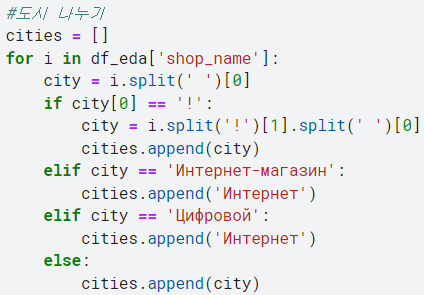 #도시 나누기
cities = []
for i in df_eda['shop_name']:
    city = i.split(' ')[0]
    if city[0] == '!':
        city = i.split('!')[1].split(' ')[0]
        cities.append(city)
    elif city == 'Интернет-магазин':
        cities.append('Интернет')
    elif city == 'Цифровой':
        cities.append('Интернет')
    else:
        cities.append(city)